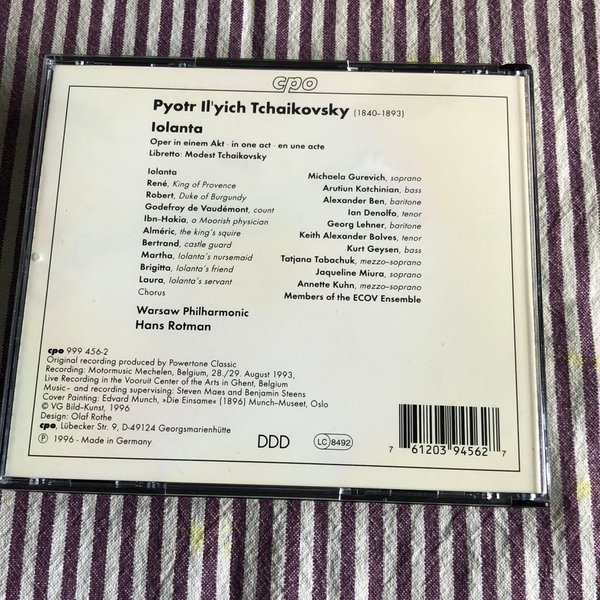 cpo
Pyotr Il'yich Tchaikovsky (1840–1893)
Iolanta
Oper in einem Akt · in one act · en une acte
Libretto: Modest Tchaikovsky
Iolanta Michaela Gurevich, soprano
René, King of Provence Arutiun Kotchinian, bass
Robert, Duke of Burgundy Alexander Ben, baritone
Godefroy de Vaudémont, count Ian Denolfo, tenor
Ibn–Hakia, a Moorish physician Georg Lehner, baritone
Alméric, the king's squire Keith Alexander Bolves, tenor
Bertrand, castle guard Kurt Geysen, bass
Martha, Iolanta's nursemaid Tatjana Tabachuk, mezzo–soprano
Brigitta, Iolanta's friend Jaqueline Miura, soprano
Laura, Iolanta's servant Annette Kuhn, mezzo–soprano
Chorus Members of the ECOV Ensemble
Warsaw Philharmonic
Hans Rotman
cpo 999 456-2
Original recording produced by Powertone Classic
Recording: Motormusic Mechelen, Belgium, 28./29. August 1993,
Live Recording in the Vooruit Center of the Arts in Ghent, Belgium
Music– and recording supervising: Steven Maes and Benjamin Steens
Cover Painting: Edvard Munch, »Die Einsame« (1896) Munch–Museet, Oslo
© VG Bild–Kunst, 1996
Design: Olaf Rothe
cpo, Lübecker Str. 9, D-49124 Georgsmarienhütte
℗ 1996 · Made in Germany
DDD
LC 8492
7 61203 94562 7